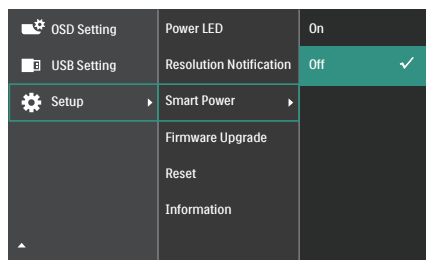 OSD Setting
USB Setting
Setup
Power LED
Resolution Notification
Smart Power
Firmware Upgrade
Reset
Information
On
Off